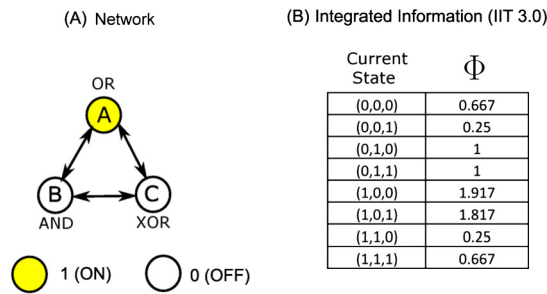 (A) Network
OR
A
B
C
AND
XOR
1 (ON)
0 (OFF)
(B) Integrated Information (IIT 3.0)
Current
State
Φ
(0,0,0) 0.667
(0,0,1) 0.25
(0,1,0) 1
(0,1,1) 1
(1,0,0) 1.917
(1,0,1) 1.817
(1,1,0) 0.25
(1,1,1) 0.667